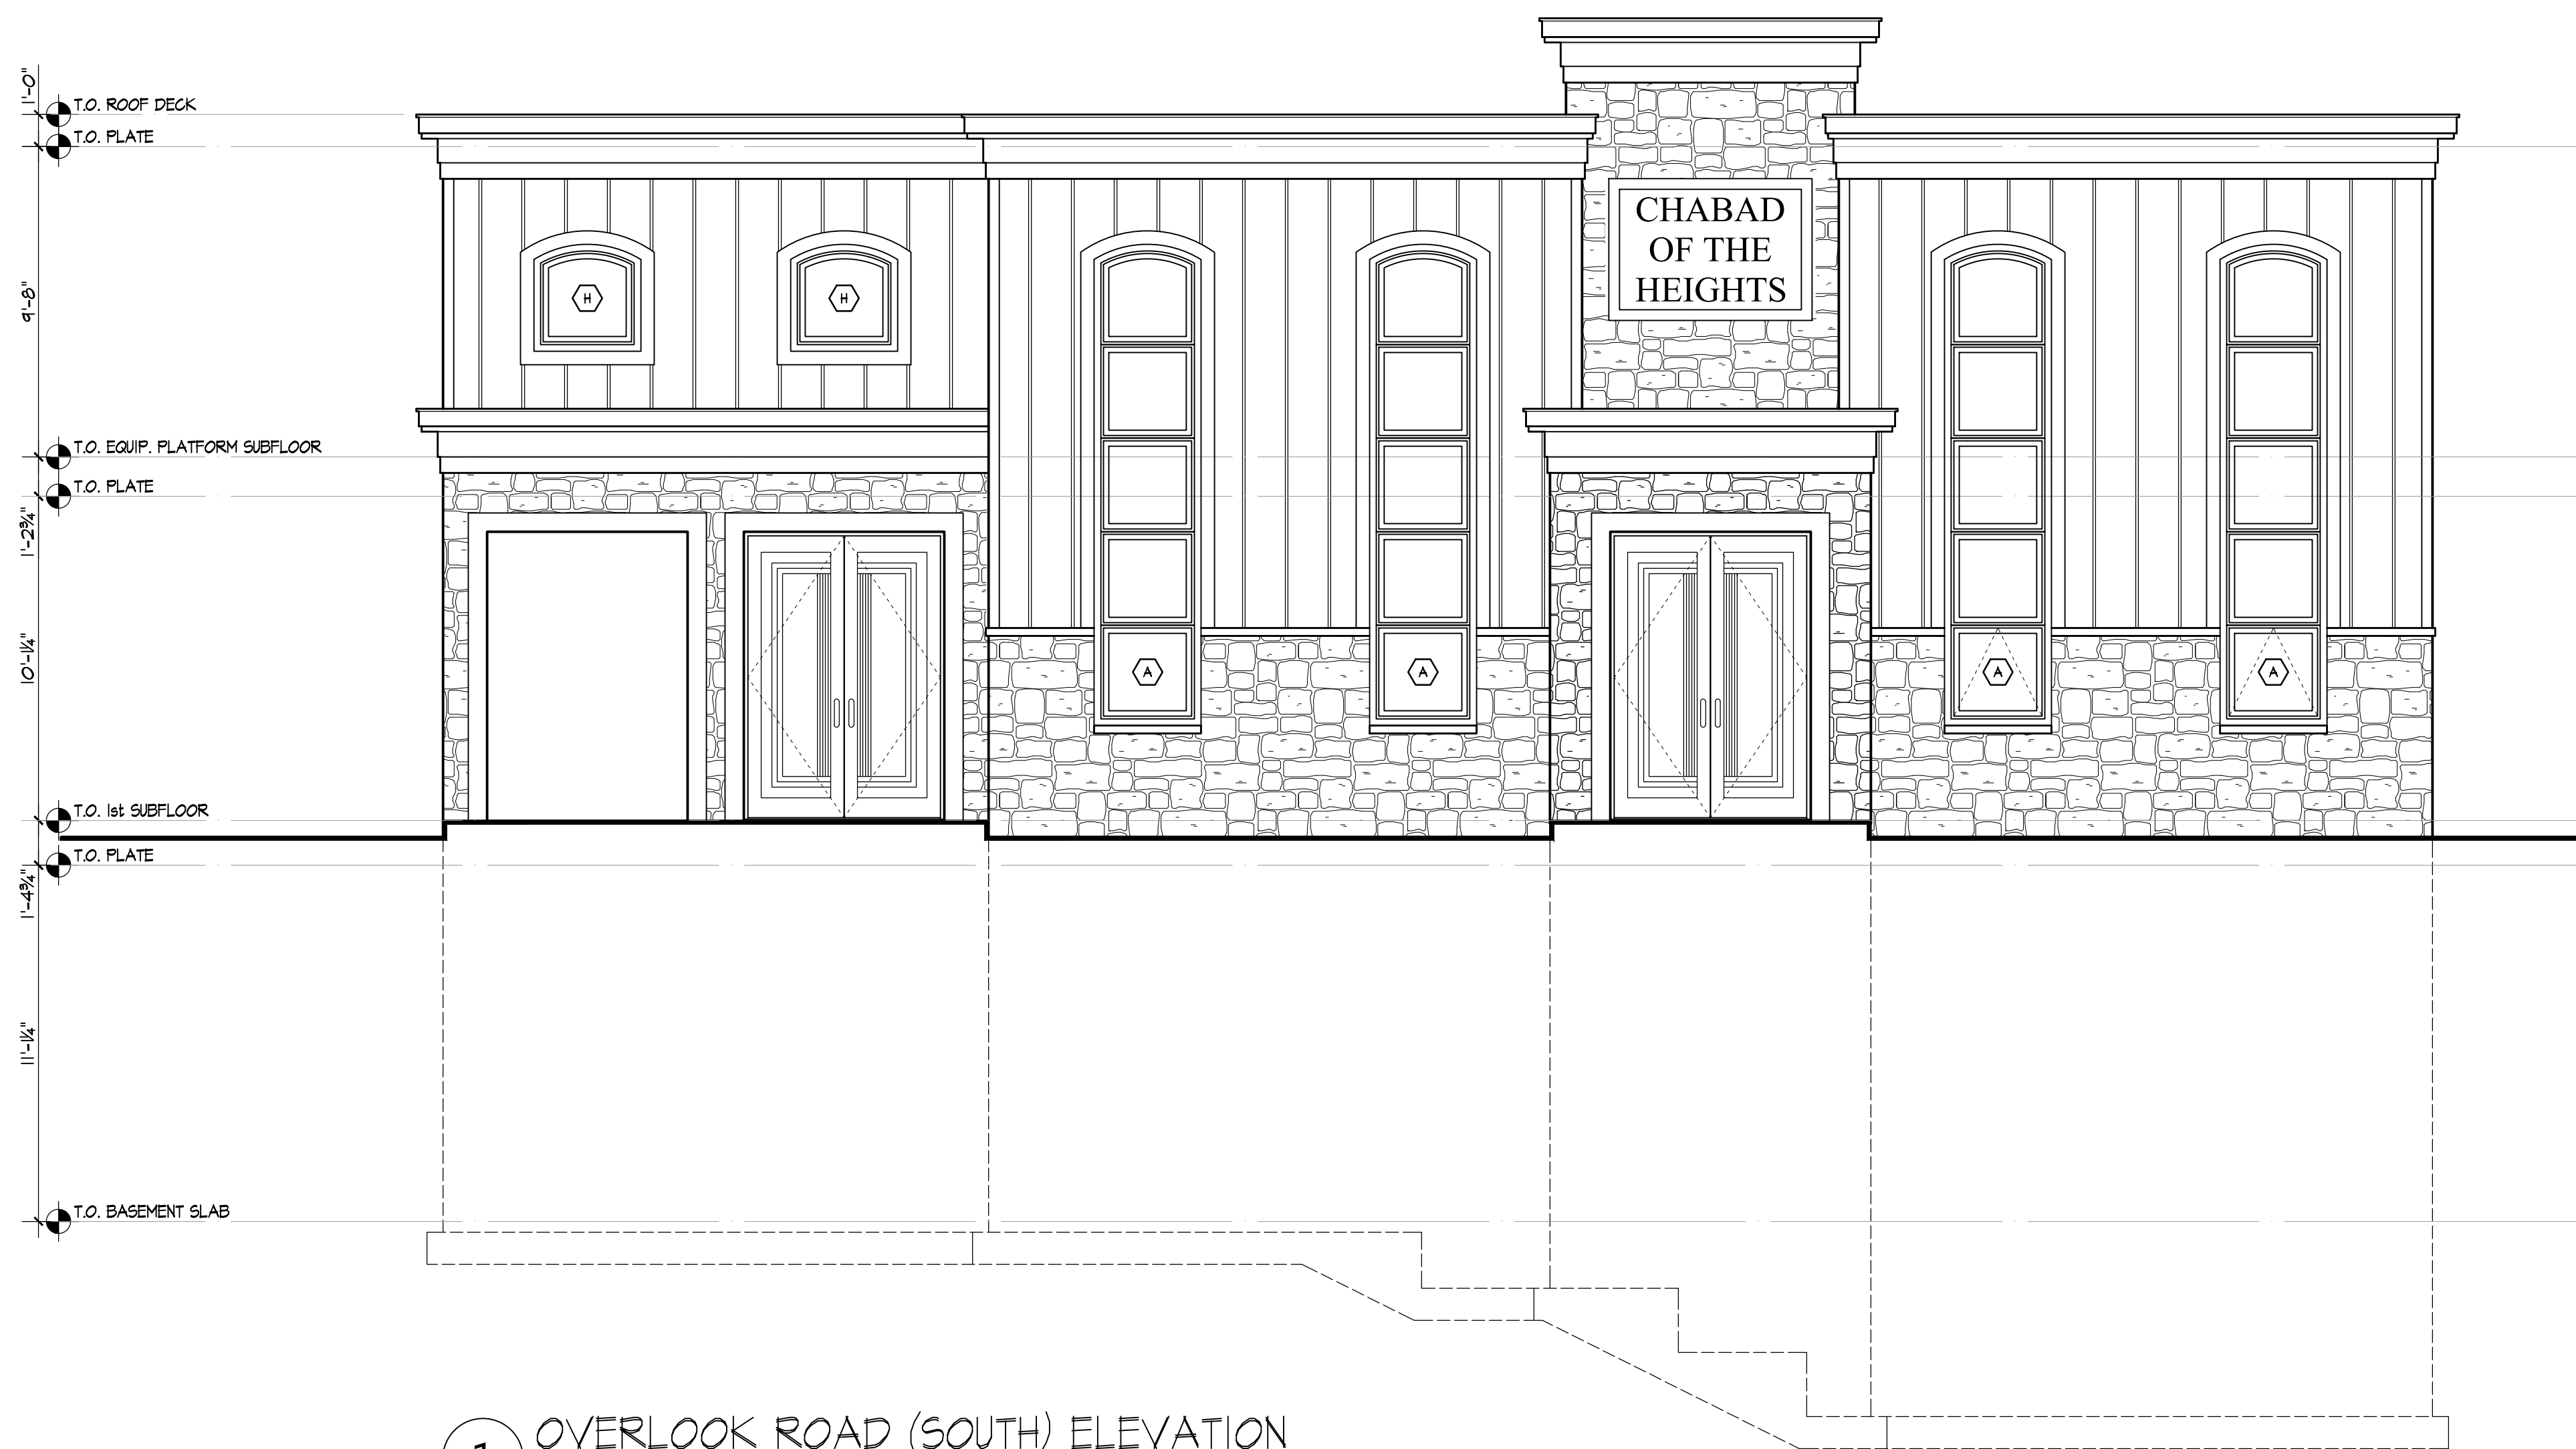 1'-0"
T.O. ROOF DECK
T.O. PLATE
CHABAD
OF THE
HEIGHTS
9'-8"
H
H
T.O. EQUIP. PLATFORM SUBFLOOR
T.O. PLATE
1'-2¾"
10'-1¼"
A
A
A
A
T.O. 1st SUBFLOOR
T.O. PLATE
1'-4¾"
11'-1¼"
T.O. BASEMENT SLAB
1
OVERLOOK ROAD (SOUTH) ELEVATION